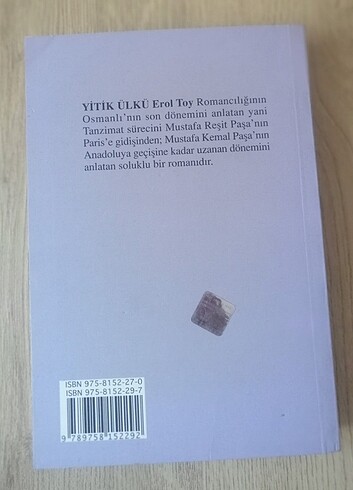 YİTİK ÜLKÜ Erol Toy Romancılığının
Osmanlı'nın son dönemini anlatan yani
Tanzimat sürecini Mustafa Reşit Paşa'nın
Paris'e gidişinden; Mustafa Kemal Paşa'nın
Anadoluya geçişine kadar uzanan dönemini
anlatan soluklu bir romanıdır.
ISBN 975-8152-27-0
ISBN 975-8152-29-7
9 789758 152292